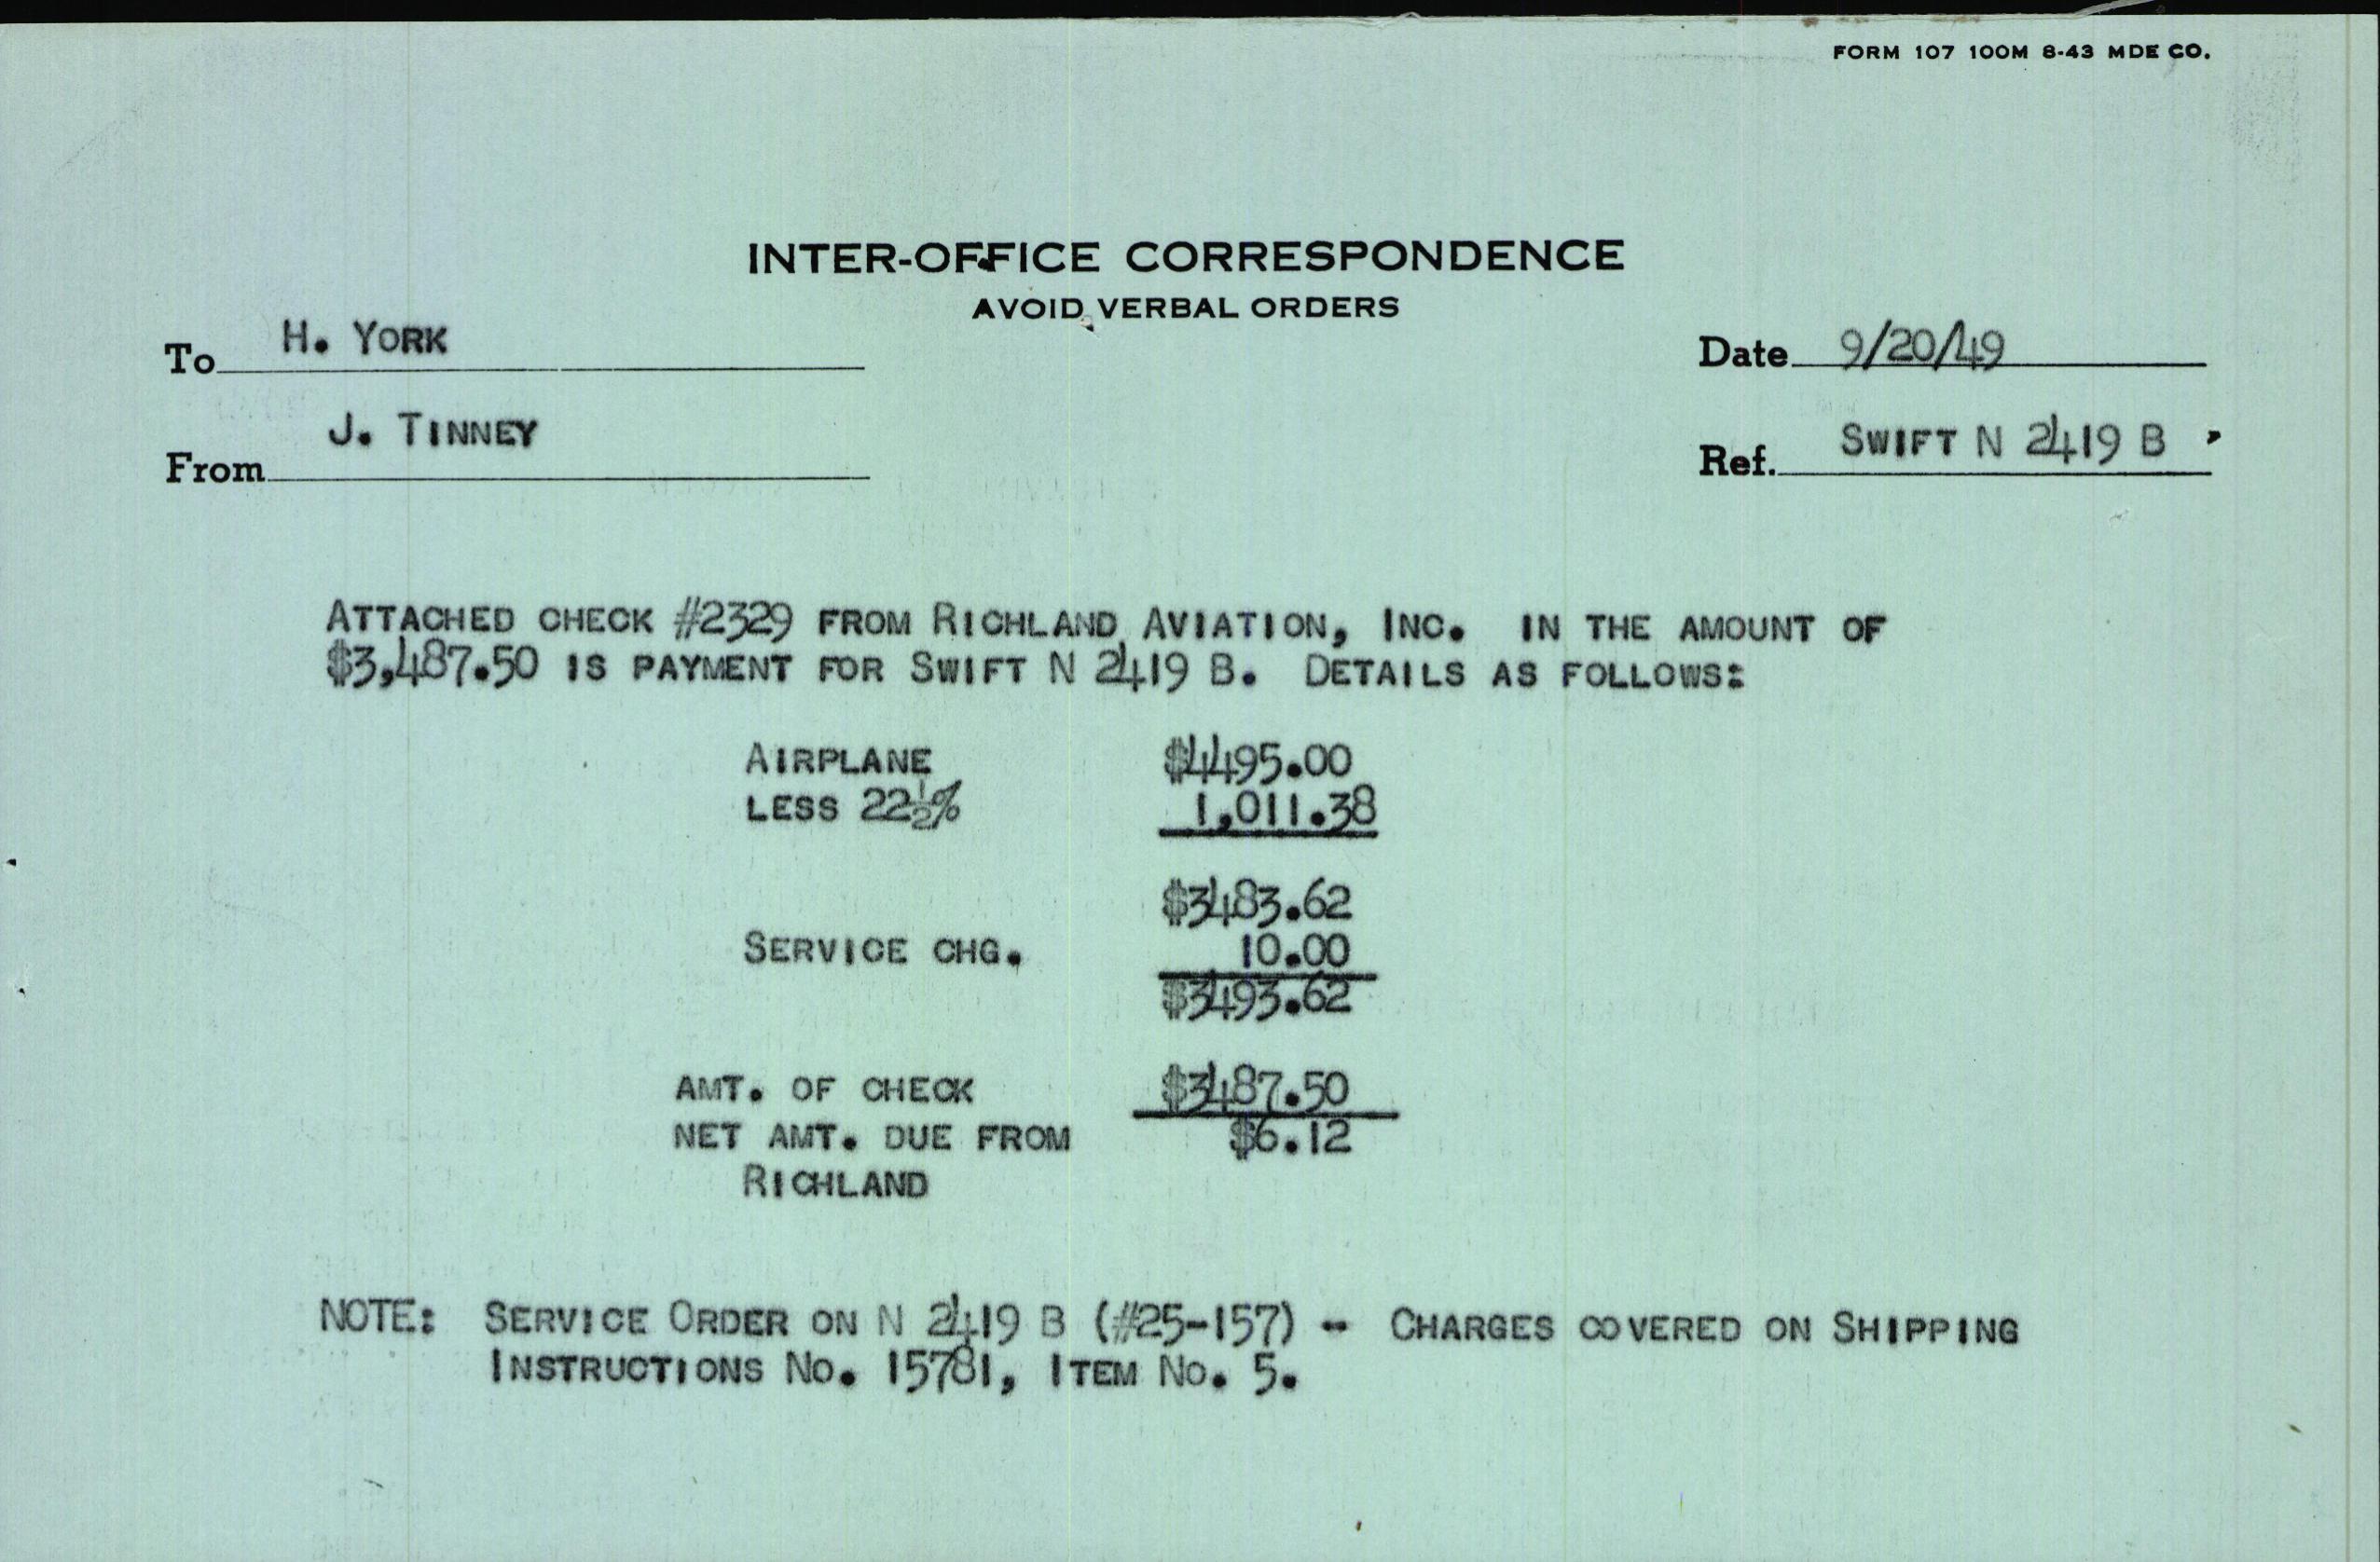 FORM 107 100M 8-43 MDE CO.
INTER-OFFICE CORRESPONDENCE
AVOID VERBAL ORDERS
To H. YORK
Date 9/20/49
From J. TINNEY
Ref. SWIFT N 2419 B
ATTACHED CHECK #2329 FROM RICHLAND AVIATION, INC. IN THE AMOUNT OF
$3,487.50 IS PAYMENT FOR SWIFT N 2419 B. DETAILS AS FOLLOWS:
AIRPLANE $4495.00
LESS 22½% 1,011.38
$3483.62
SERVICE CHG. 10.00
$3493.62
AMT. OF CHECK $3487.50
NET AMT. DUE FROM $6.12
RICHLAND
NOTE: SERVICE ORDER ON N 2419 B (#25-157) - CHARGES COVERED ON SHIPPING
INSTRUCTIONS NO. 15781, ITEM NO. 5.